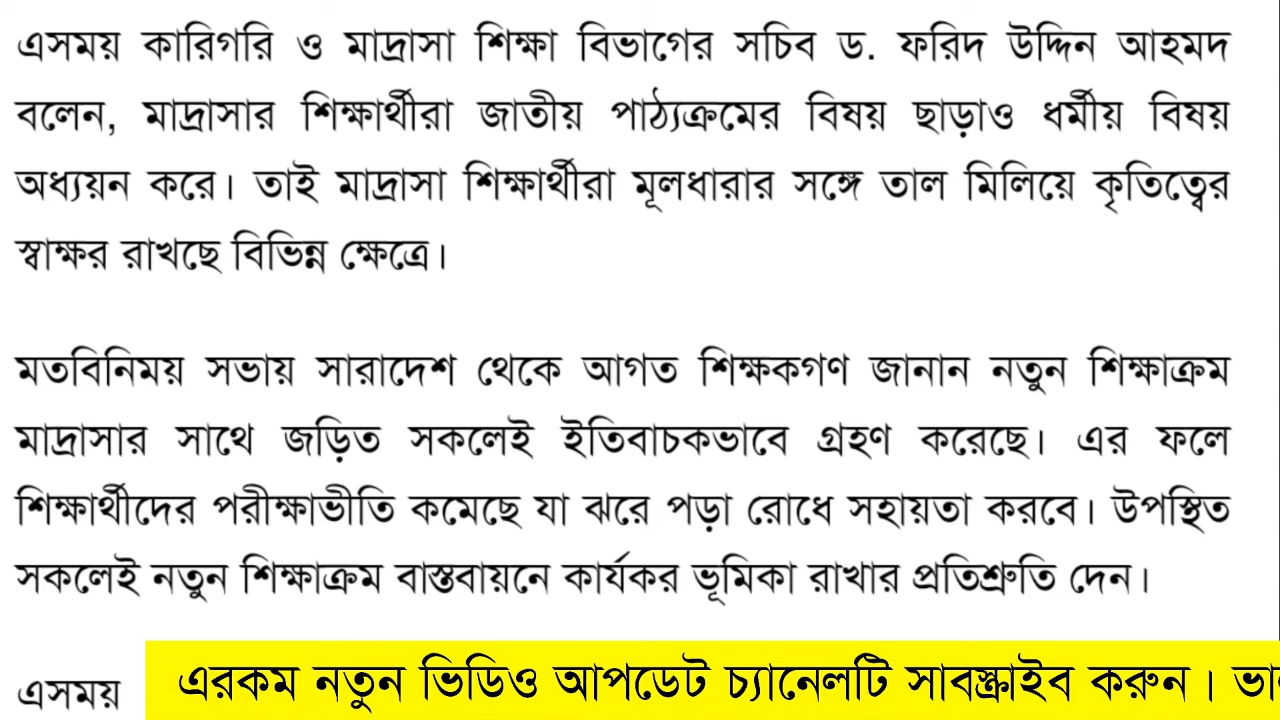 এসময় কারিগরি ও মাদ্রাসা শিক্ষা বিভাগের সচিব ড. ফরিদ উদ্দিন আহমদ
বলেন, মাদ্রাসার শিক্ষার্থীরা জাতীয় পাঠ্যক্রমের বিষয় ছাড়াও ধর্মীয় বিষয়
অধ্যয়ন করে। তাই মাদ্রাসা শিক্ষার্থীরা মূলধারার সঙ্গে তাল মিলিয়ে কৃতিত্বের
স্বাক্ষর রাখছে বিভিন্ন ক্ষেত্রে।
মতবিনিময় সভায় সারাদেশ থেকে আগত শিক্ষকগণ জানান নতুন শিক্ষাক্রম
মাদ্রাসার সাথে জড়িত সকলেই ইতিবাচকভাবে গ্রহণ করেছে। এর ফলে
শিক্ষার্থীদের পরীক্ষাভীতি কমেছে যা ঝরে পড়া রোধে সহায়তা করবে। উপস্থিত
সকলেই নতুন শিক্ষাক্রম বাস্তবায়নে কার্যকর ভূমিকা রাখার প্রতিশ্রুতি দেন।
এসময়
এরকম নতুন ভিডিও আপডেট চ্যানেলটি সাবস্ক্রাইব করুন।